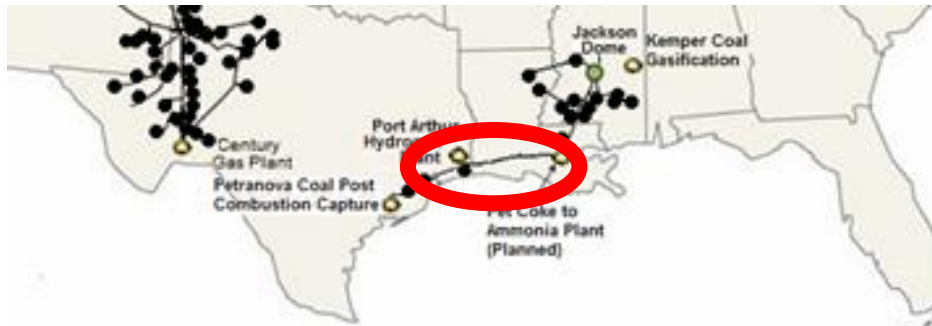 Jackson
Dome
Kemper Coal
Gasification
Century
Gas Plant
Port Arthur
Petranova Coal Post
Combustion Capture
Pet Coke to
Ammonia Plant
(Planned)